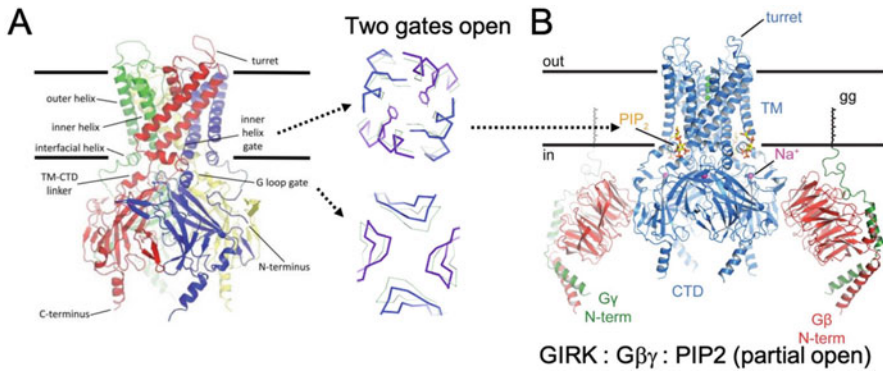 A
Two gates open
B
turret
outer helix
inner helix
interfacial helix
TM-CTD
linker
inner
helix
gate
G loop gate
N-terminus
C-terminus
turret
out
TM
gg
PIP2
in
Na+
CTD
Gγ
N-term
Gβ
N-term
GIRK : Gβγ : PIP2 (partial open)